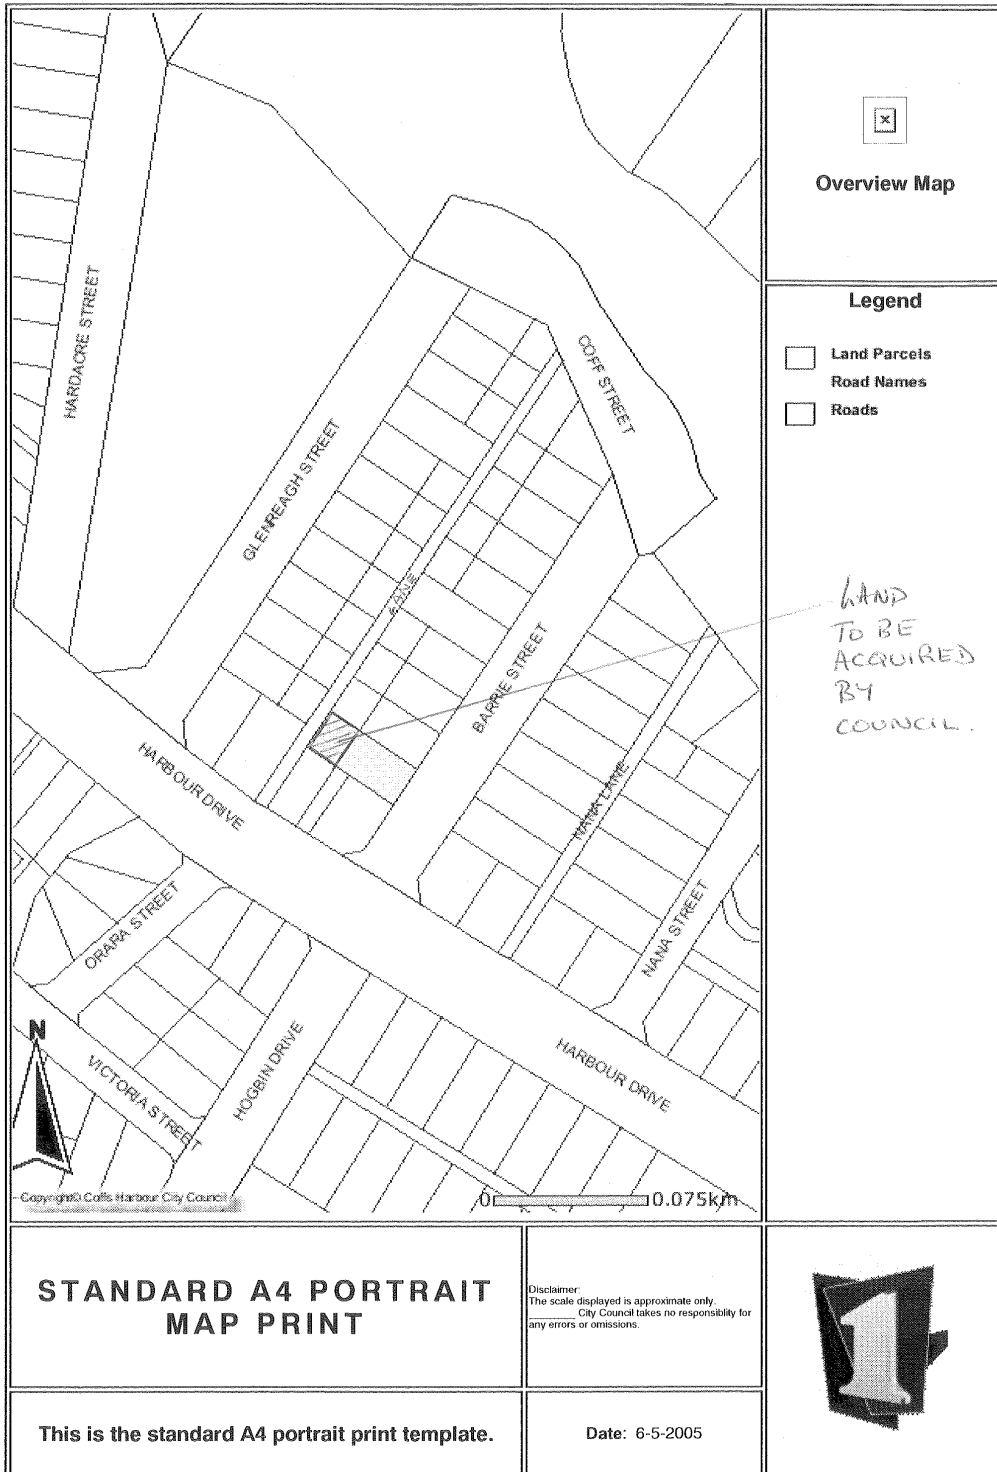 Overview Map
Legend
Land Parcels
Road Names
Roads
HARDACRE STREET
GLENREAGH STREET
COFF STREET
LANE
BARRIE STREET
LAND
TO BE
ACQUIRED
BY
COUNCIL.
HARBOUR DRIVE
NANA LANE
NANA STREET
ORARA STREET
HARBOUR DRIVE
HOGBIN DRIVE
VICTORIA STREET
N
Copyright© Coffs Harbour City Council
0 0.075km
STANDARD A4 PORTRAIT
MAP PRINT
Disclaimer:
The scale displayed is approximate only.
________ City Council takes no responsiblity for
any errors or omissions.
1
This is the standard A4 portrait print template.
Date: 6-5-2005